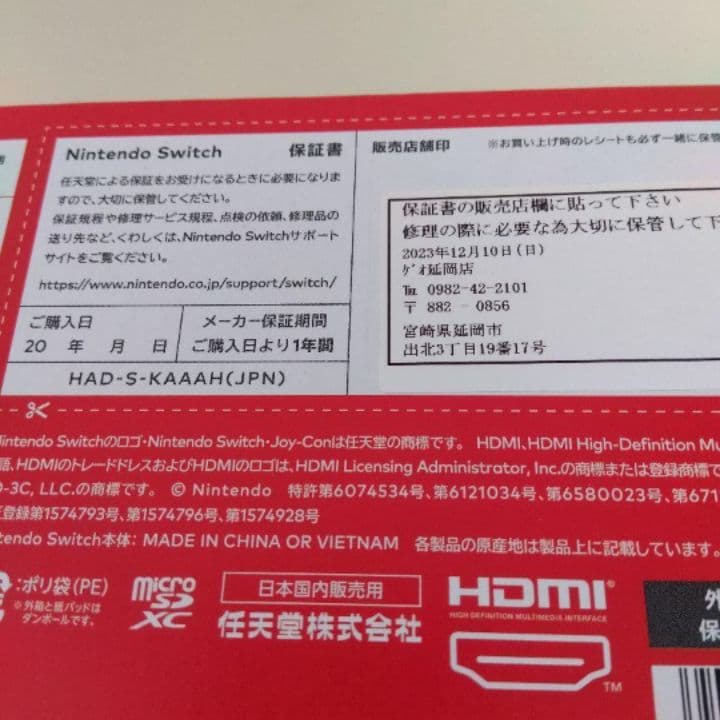 Nintendo Switch 保証書
任天堂による保証をお受けになるときに必要になりま
すので、大切に保管してください。
保証規程や修理サービス規程、点検の依頼、修理品の
送り先など、くわしくは、Nintendo Switchサポート
サイトをご覧ください。
https://www.nintendo.co.jp/support/switch/
ご購入日
20 年 月 日
メーカー保証期間
ご購入日より1年間
HAD-S-KAAAH(JPN)
販売店舗印 ※お買い上げ時のレシートも必ず一緒に保管
保証書の販売店欄に貼って下さい
修理の際に必要な為大切に保管して下
2023年12月10日(日)
ゲオ延岡店
℡ 0982-42-2101
〒 882 - 0856
宮崎県延岡市
出北3丁目19番17号
intendo Switchのロゴ・Nintendo Switch・Joy-Conは任天堂の商標です。 HDMI、HDMI High-Definition Mu
語、HDMIのトレードドレスおよびHDMIのロゴは、HDMI Licensing Administrator, Inc.の商標または登録商標で
D-3C, LLC.の商標です。 © Nintendo 特許第6074534号、第6121034号、第6580023号、第671
登録第1574793号、第1574796号、第1574928号
tendo Switch本体: MADE IN CHINA OR VIETNAM 各製品の原産地は製品上に記載しています。
:ポリ袋(PE)
※外箱と紙パッドは
ダンボールです。
micro
SD
XC
日本国内販売用
任天堂株式会社
HDMI®
HIGH DEFINITION MULTIMEDIA INTERFACE
TM
外
保